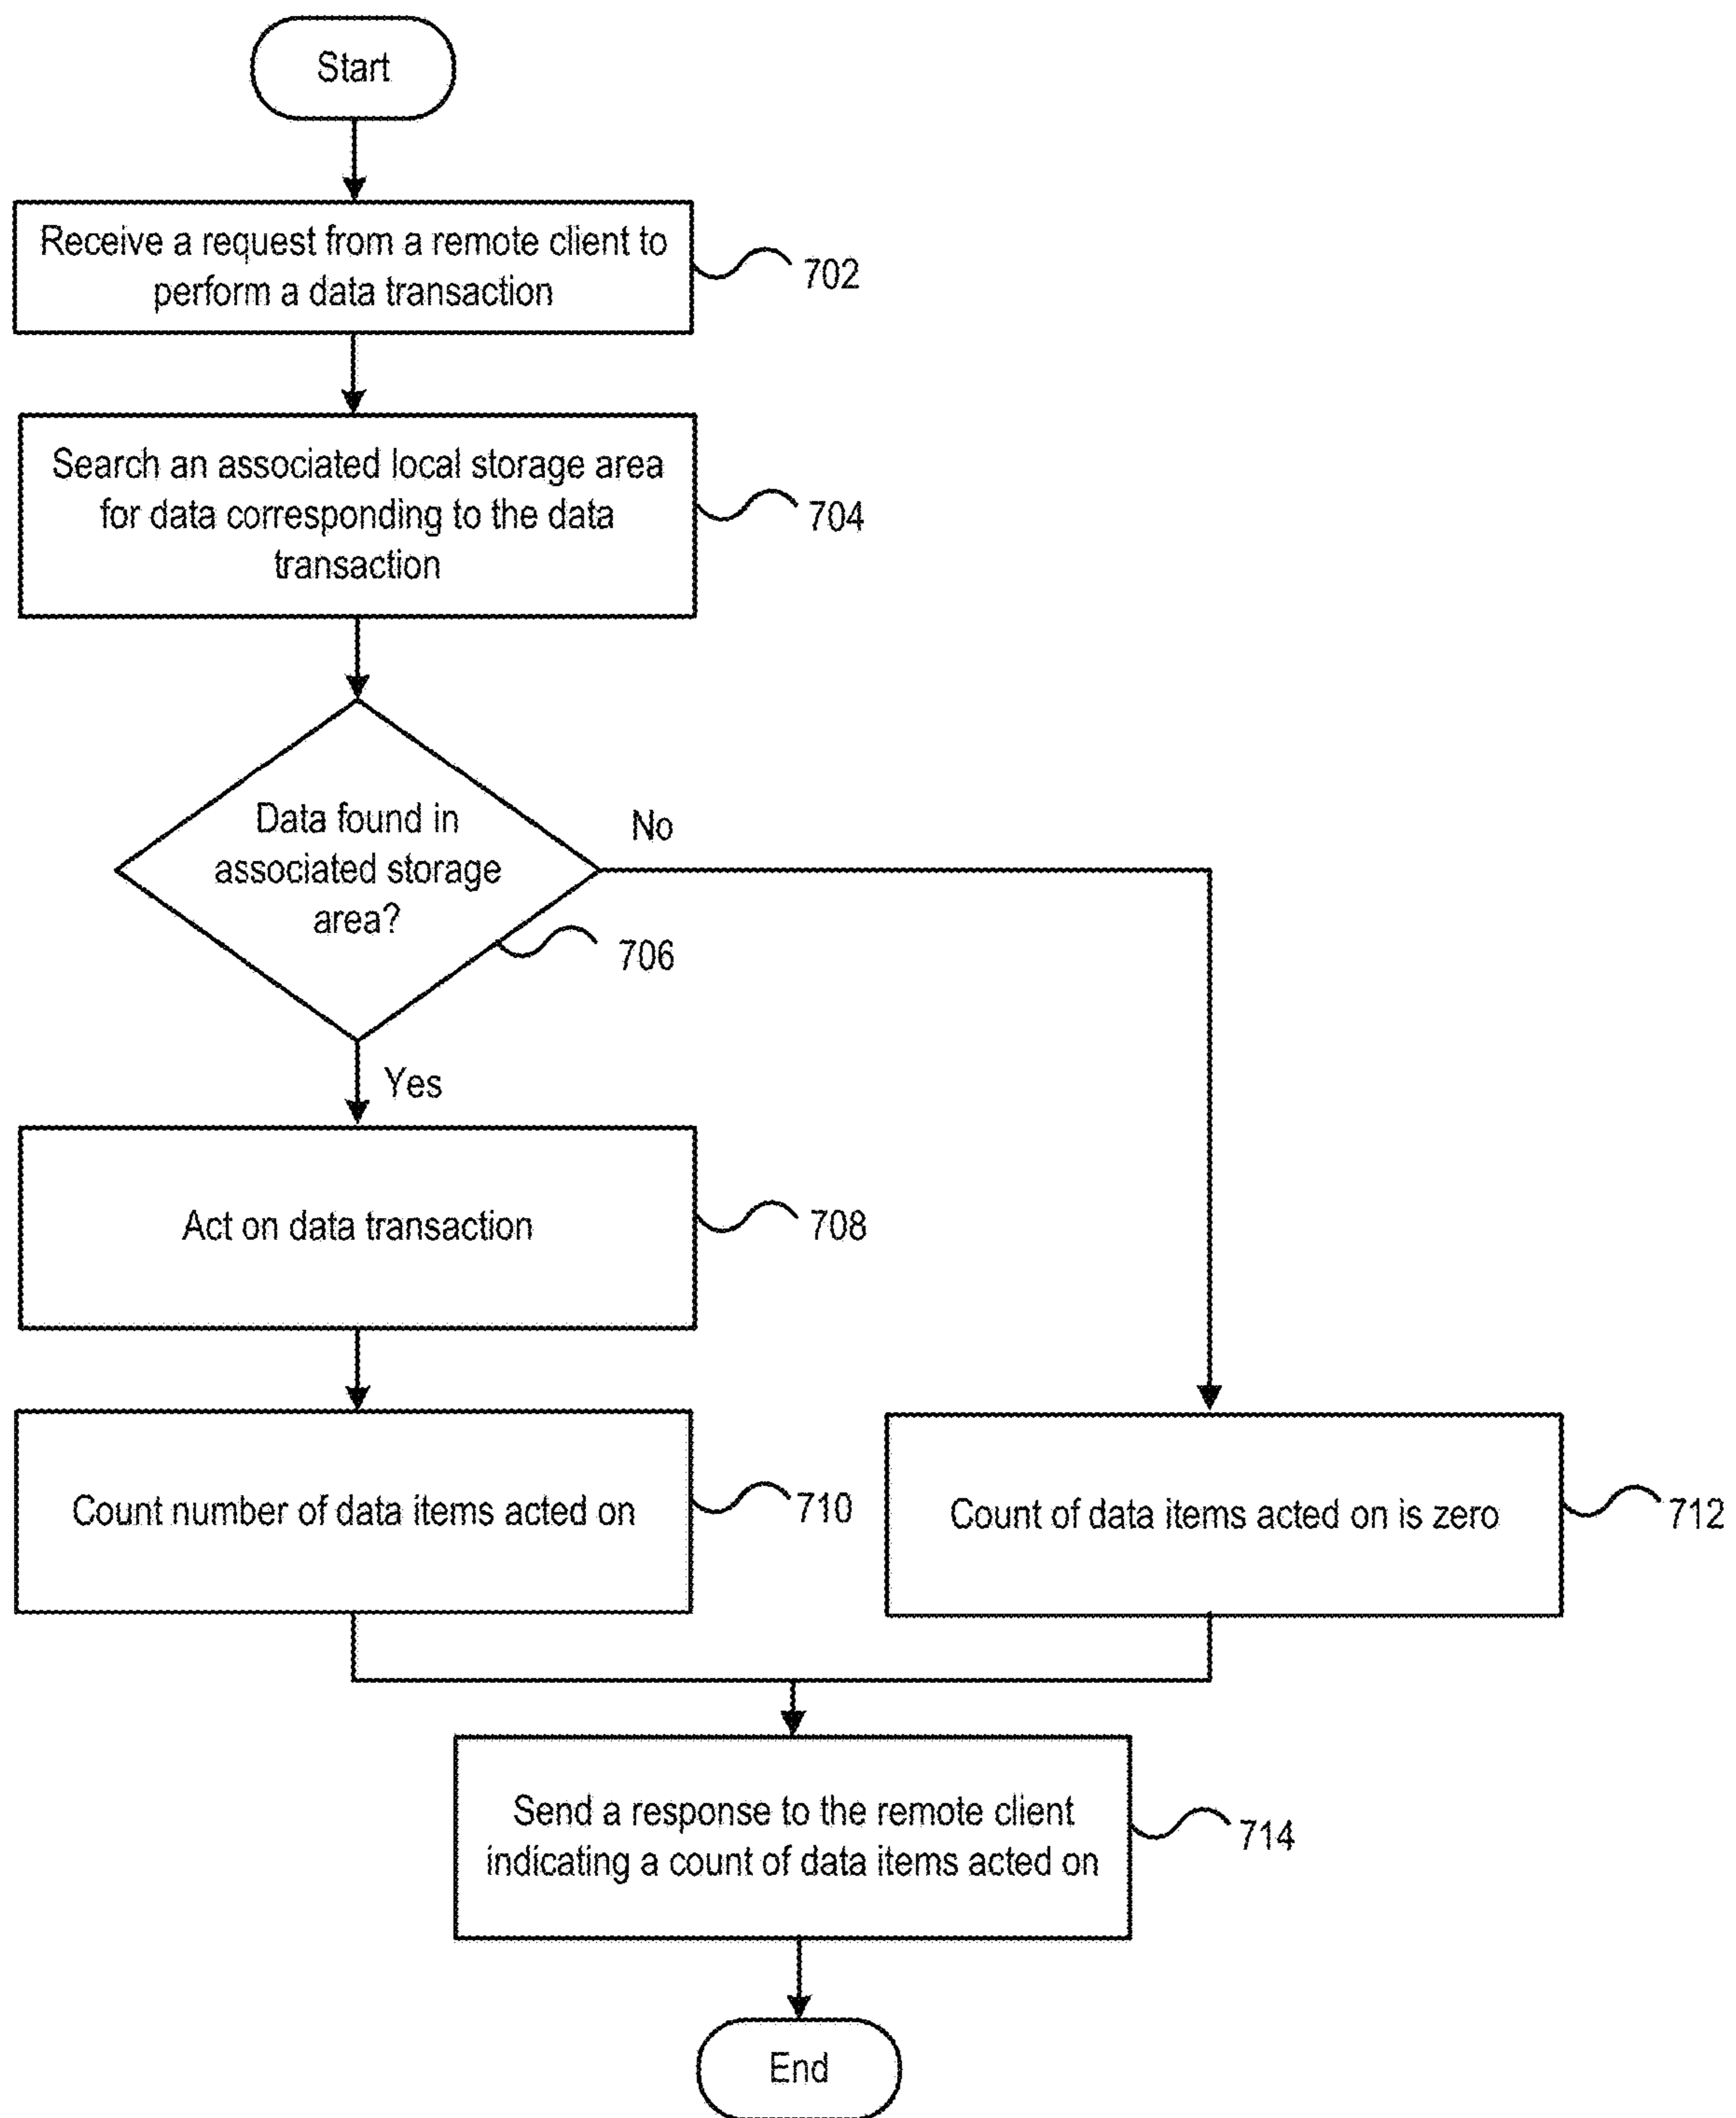 Start
Receive a request from a remote client to
perform a data transaction
702
Search an associated local storage area
for data corresponding to the data
transaction
704
Data found in
associated storage
area?
No
706
Yes
Act on data transaction
708
Count number of data items acted on
710
Count of data items acted on is zero
712
Send a response to the remote client
indicating a count of data items acted on
714
End